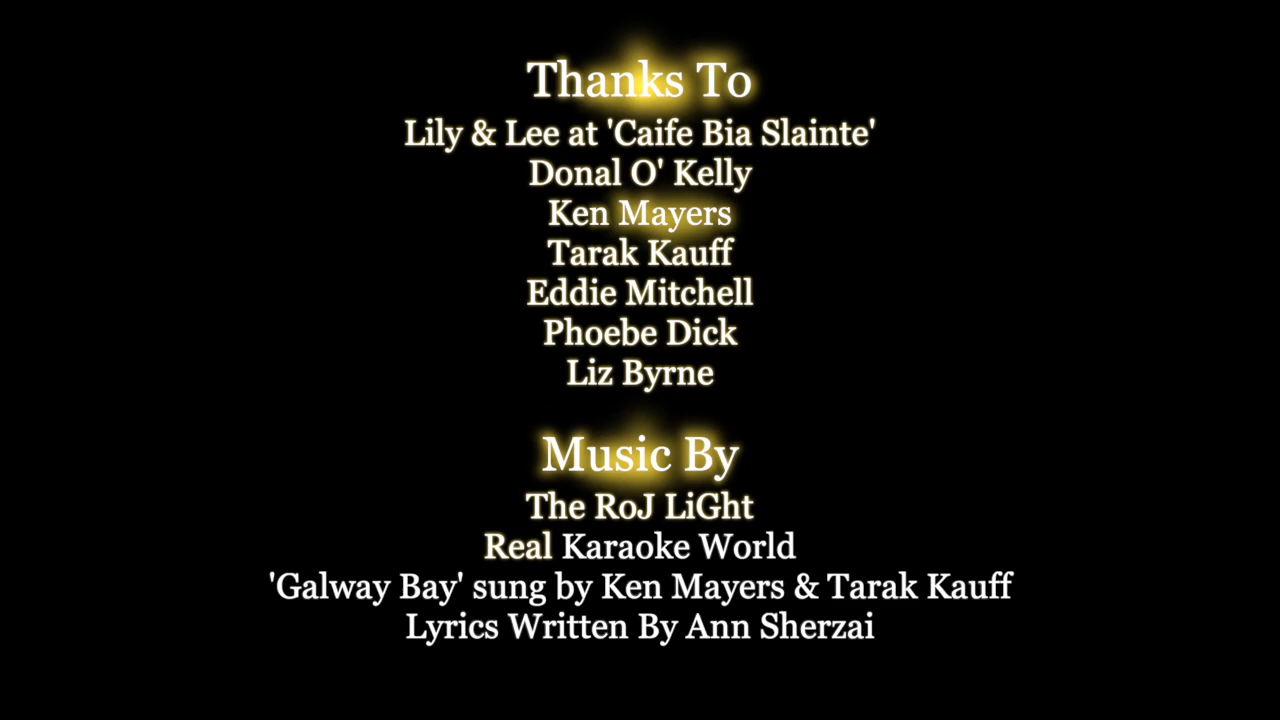 Thanks To
Lily & Lee at 'Caife Bia Slainte'
Donal O' Kelly
Ken Mayers
Tarak Kauff
Eddie Mitchell
Phoebe Dick
Liz Byrne
Music By
The RoJ LiGht
Real Karaoke World
'Galway Bay' sung by Ken Mayers & Tarak Kauff
Lyrics Written By Ann Sherzai